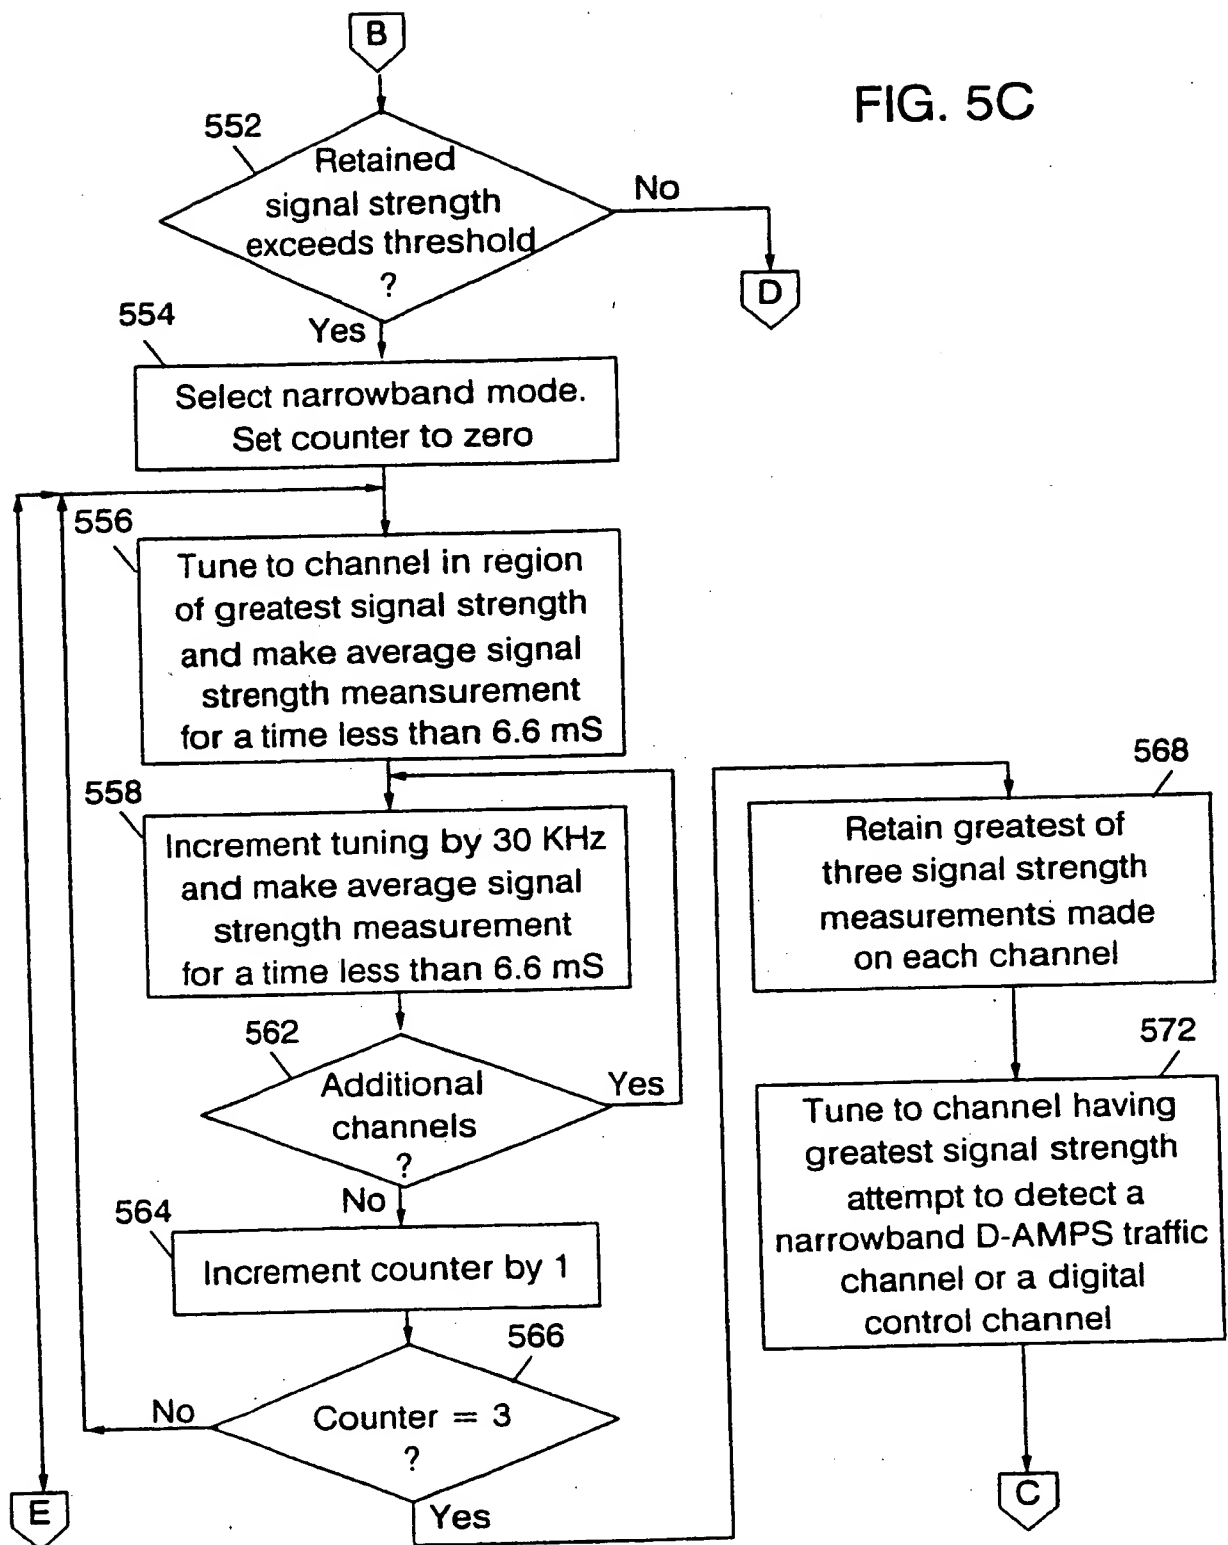 B
FIG. 5C
552
Retained
signal strength
exceeds threshold
?
No
D
Yes
554
Select narrowband mode.
Set counter to zero
556
Tune to channel in region
of greatest signal strength
and make average signal
strength meansurement
for a time less than 6.6 mS
558
Increment tuning by 30 KHz
and make average signal
strength measurement
for a time less than 6.6 mS
562
Additional
channels
?
Yes
No
564
Increment counter by 1
566
Counter = 3
?
No
Yes
E
568
Retain greatest of
three signal strength
measurements made
on each channel
572
Tune to channel having
greatest signal strength
attempt to detect a
narrowband D-AMPS traffic
channel or a digital
control channel
C